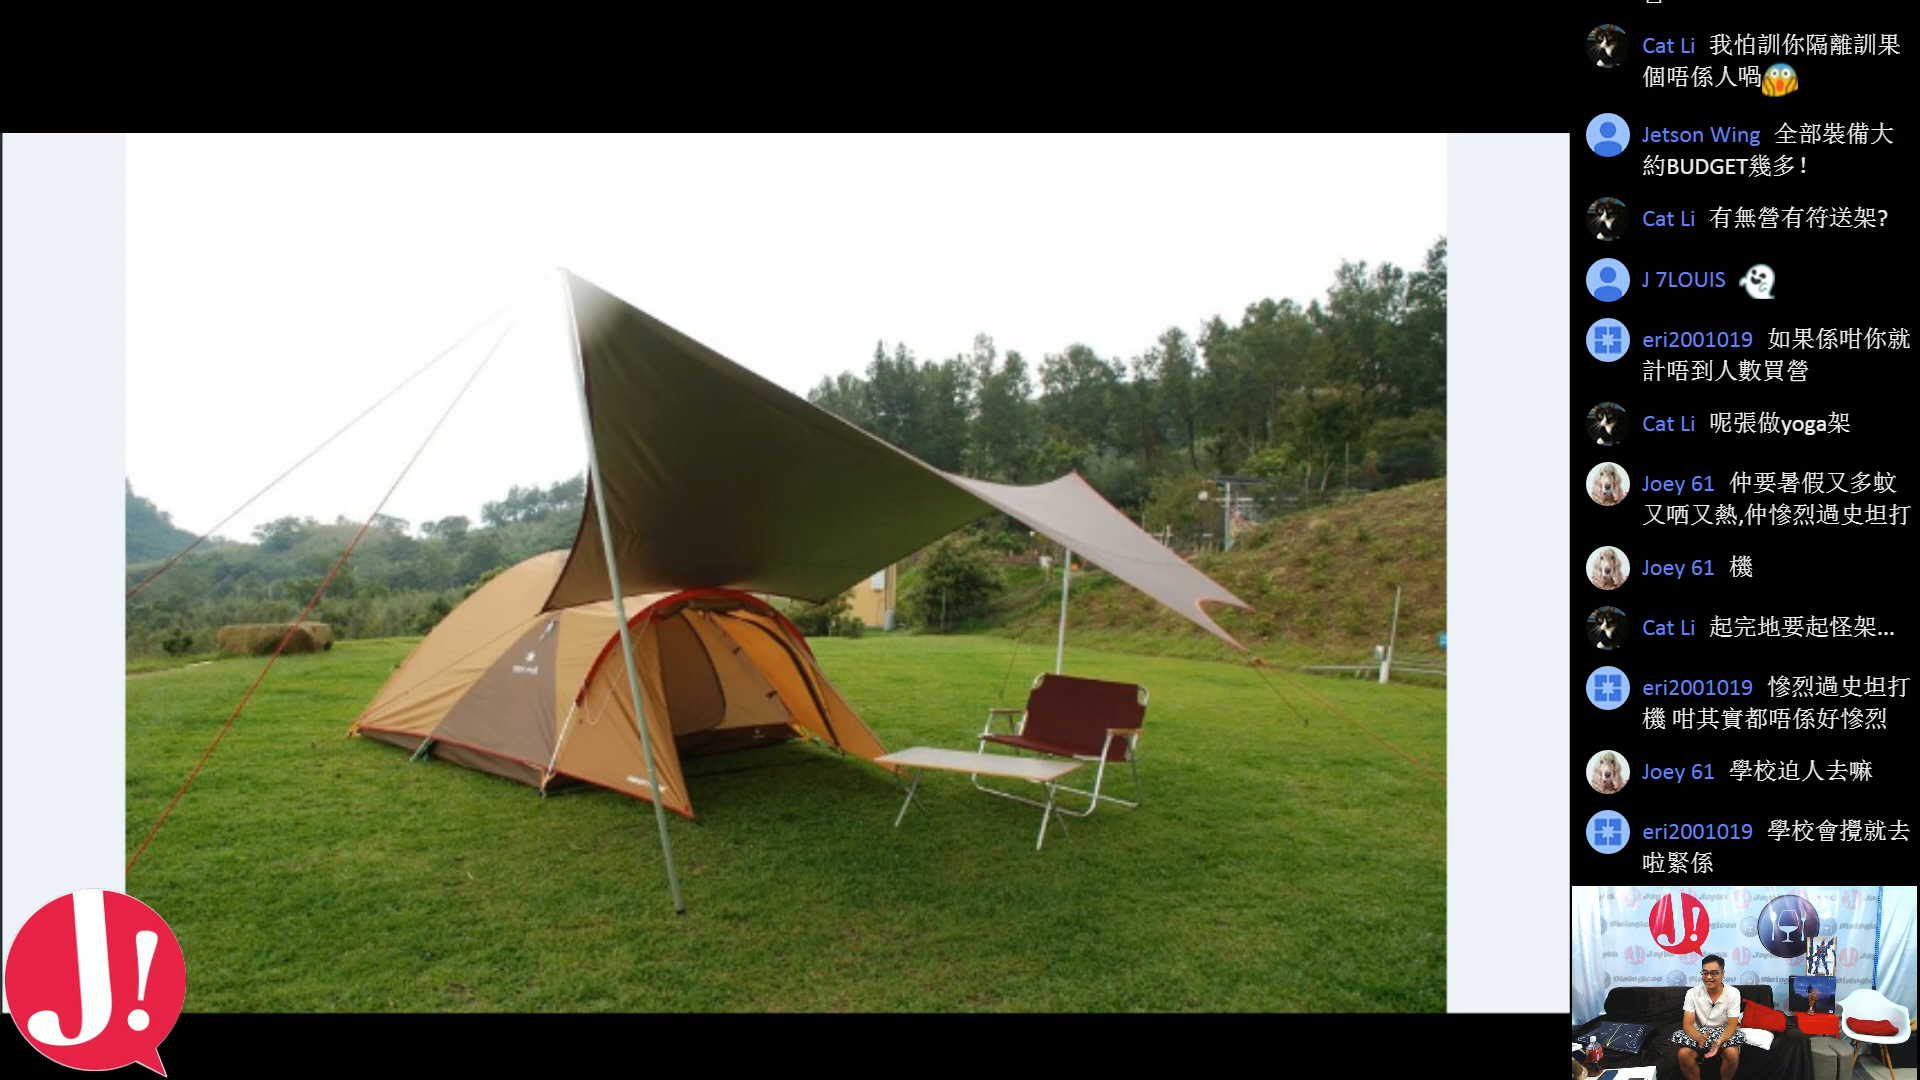 Cat Li 我怕訓你隔離訓果
個唔係人喎
Jetson Wing 全部裝備大
約BUDGET幾多！
Cat Li 有無營有符送架?
J 7LOUIS
eri2001019 如果係咁你就
計唔到人數買營
Cat Li 呢張做yoga架
Joey 61 仲要暑假又多蚊
又晒又熱,仲慘烈過史坦打
Joey 61 機
Cat Li 起完地要起怪架...
eri2001019 慘烈過史坦打
機 咁其實都唔係好慘烈
Joey 61 學校迫人去嘛
eri2001019 學校會攪就去
啦緊係
J!
J!